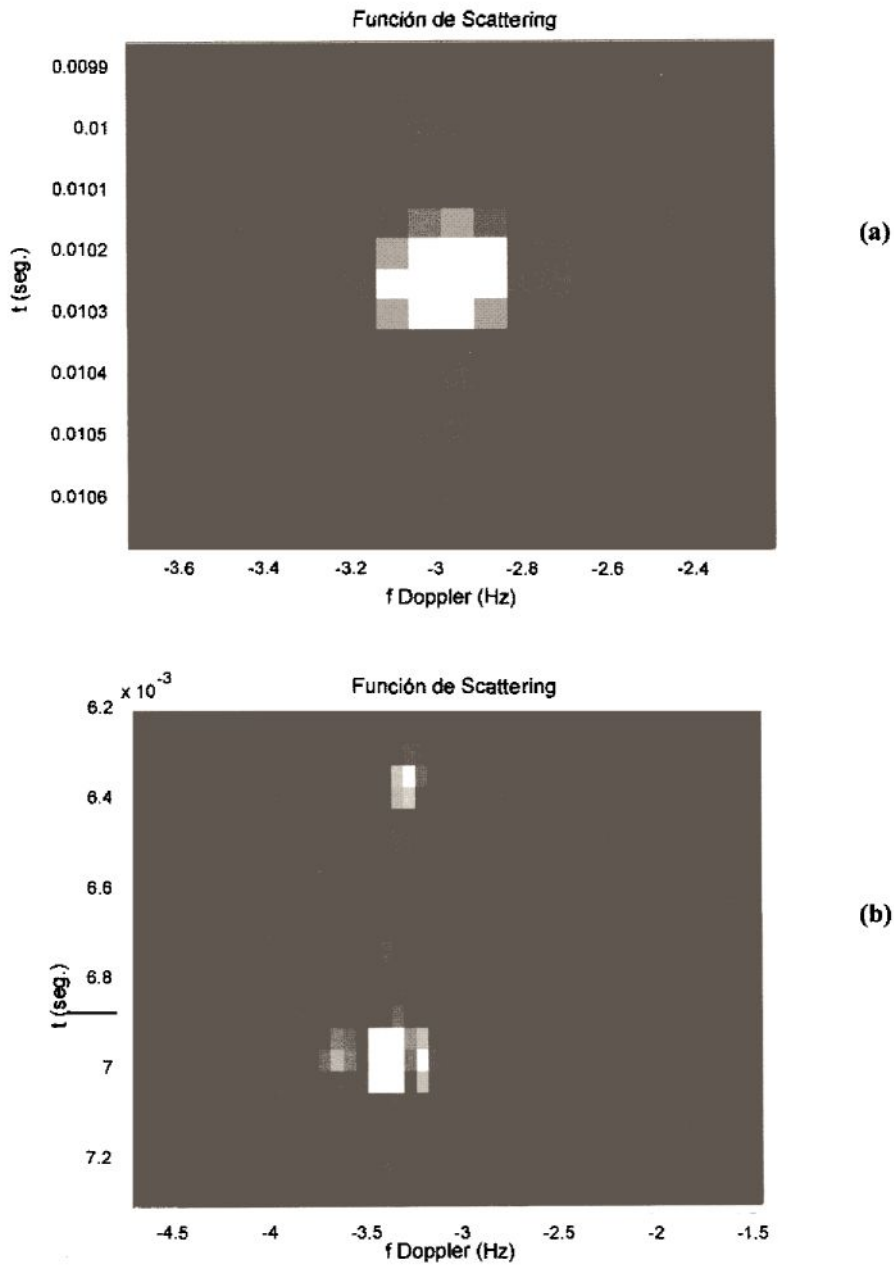 Función de Scattering
0.0099
0.01
0.0101
0.0102
0.0103
0.0104
0.0105
0.0106
t (seg.)
-3.6 -3.4 -3.2 -3 -2.8 -2.6 -2.4
f Doppler (Hz)
(a)
Función de Scattering
x 10-3
6.2
6.4
6.6
6.8
7
7.2
t (seg.)
-4.5 -4 -3.5 -3 -2.5 -2 -1.5
f Doppler (Hz)
(b)